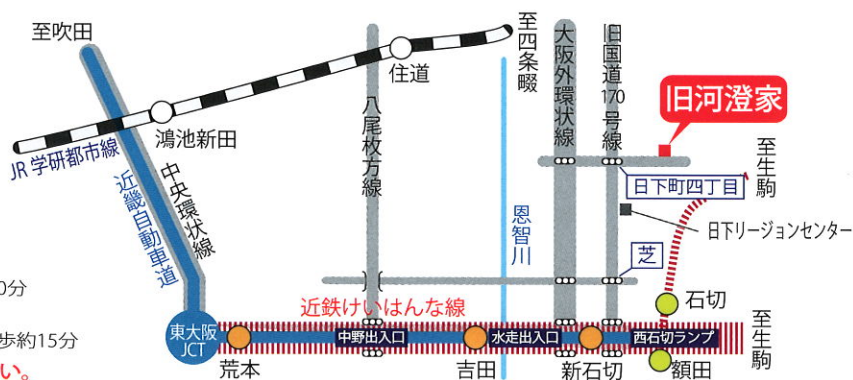 至吹田
至四条畷
大阪外環状線
旧国道170号線
住道
旧河澄家
八尾枚方線
鴻池新田
至生駒
JR学研都市線
中央環状線
近畿自動車道
日下町四丁目
恩智川
日下リージョンセンター
芝
0分
近鉄けいはんな線
石切
歩約15分
東大阪
JCT
中野出入口
水走出入口
西石切ランプ
至生駒
い。
荒本
吉田
新石切
額田